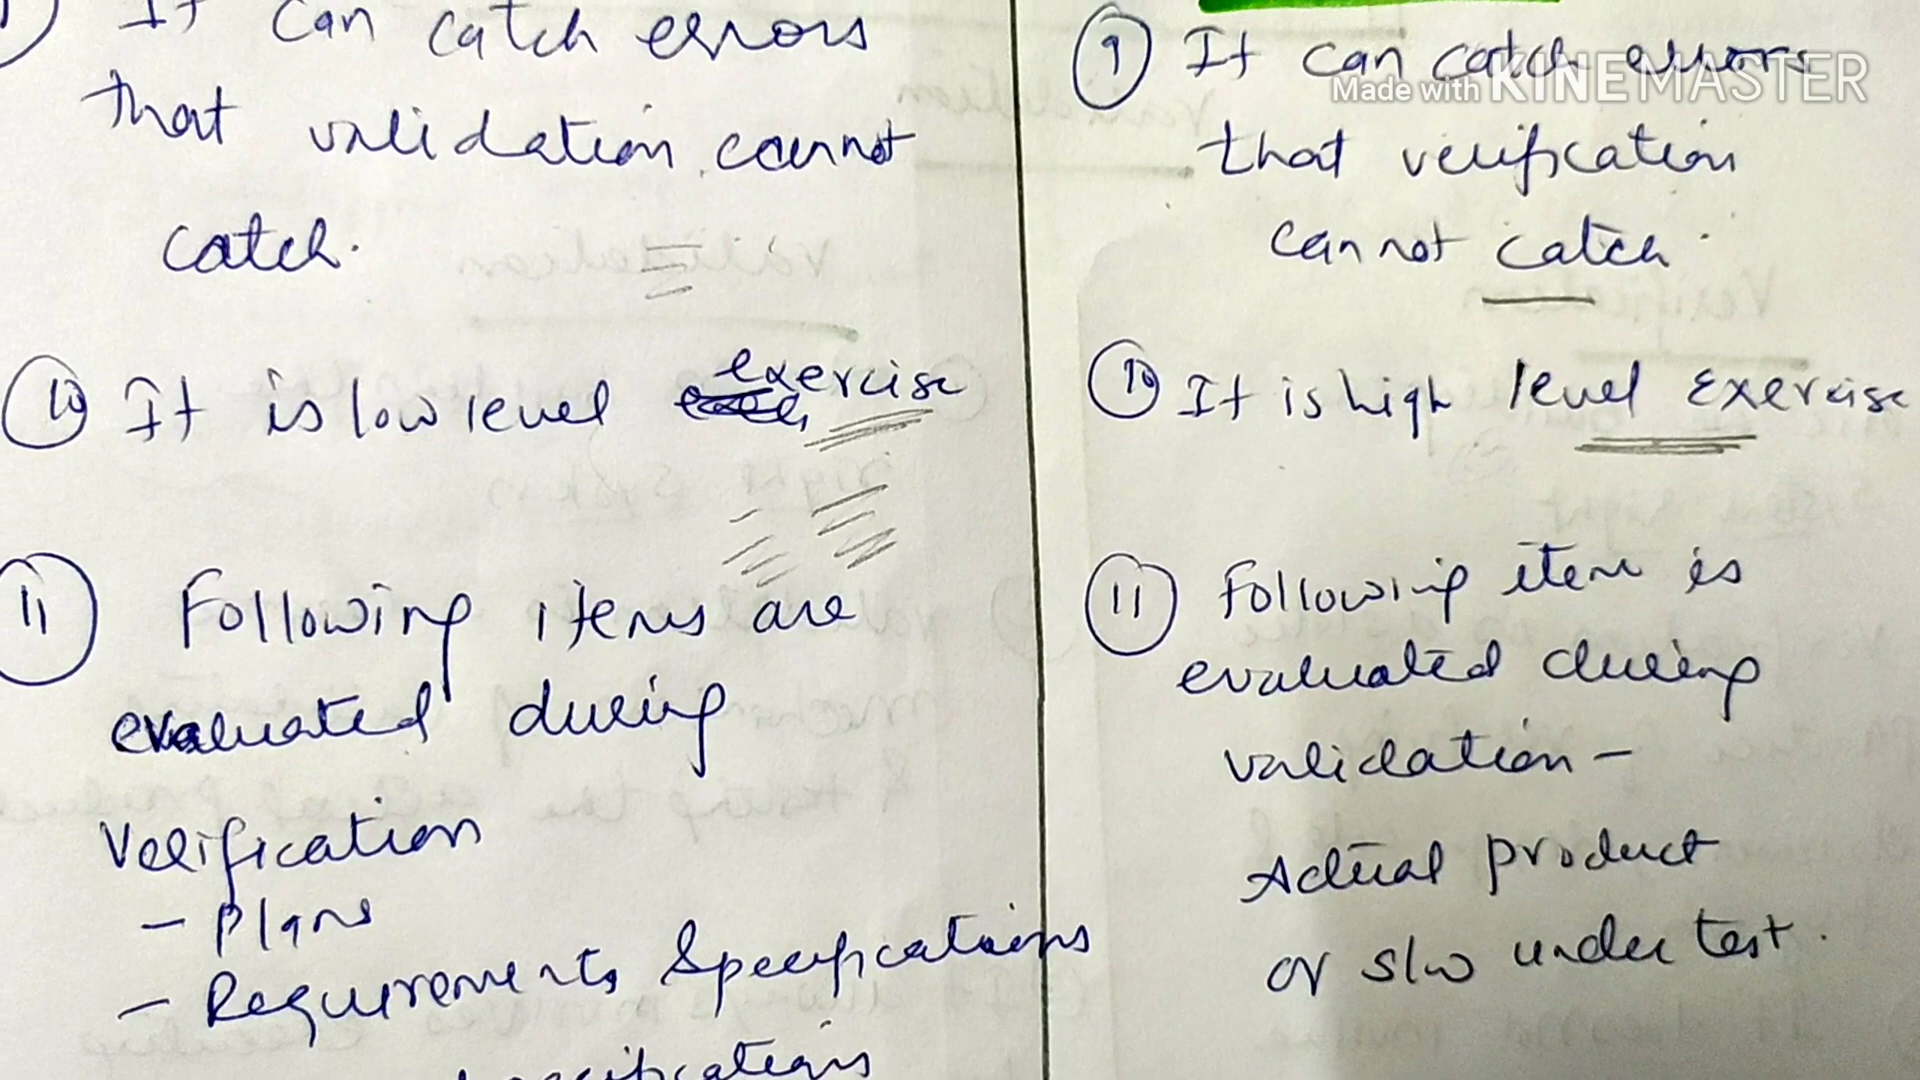 It can catch errors
that validation cannot
catch.
10 It is low level exercise
11 Following items are
evaluated during
Verification
- Plans
- Requirements Specifications
9 It can catch errors
that verification
cannot catch.
10 It is high level exercise
11 Following item is
evaluated during
validation -
Actual product
or s/w under test.
Made with KINEMASTER